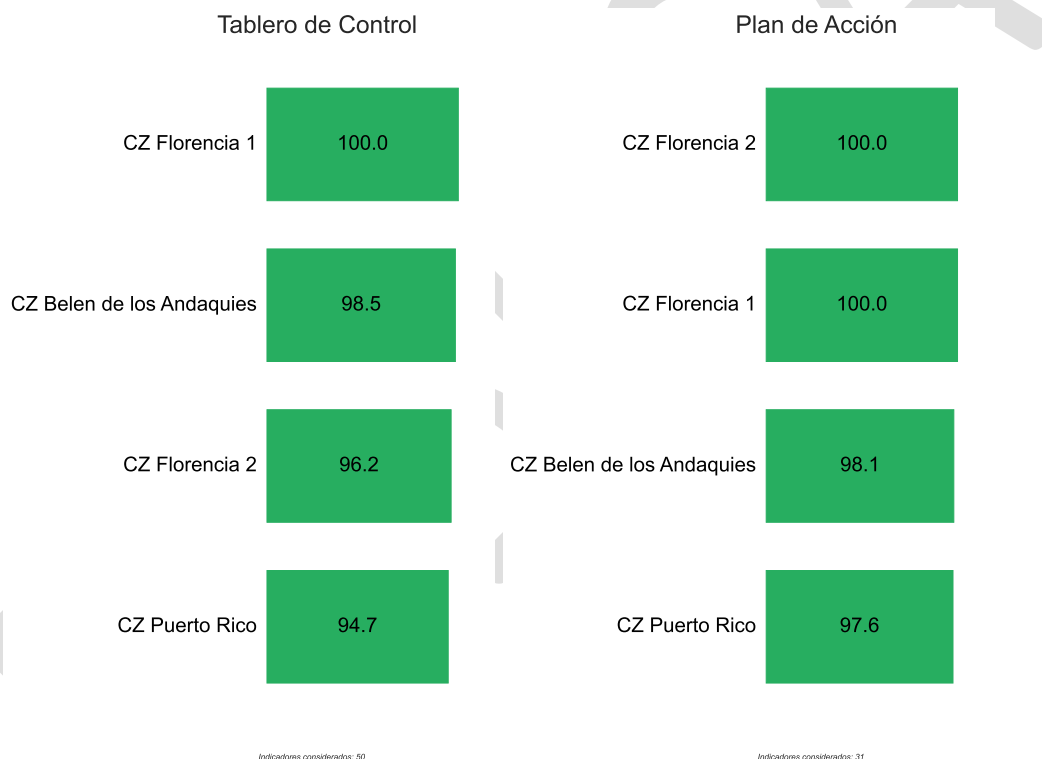 Tablero de Control
CZ Florencia 1 100.0
CZ Belen de los Andaquies 98.5
CZ Florencia 2 96.2
CZ Puerto Rico 94.7
Indicadores considerados: 50
Plan de Acción
CZ Florencia 2 100.0
CZ Florencia 1 100.0
CZ Belen de los Andaquies 98.1
CZ Puerto Rico 97.6
Indicadores considerados: 31